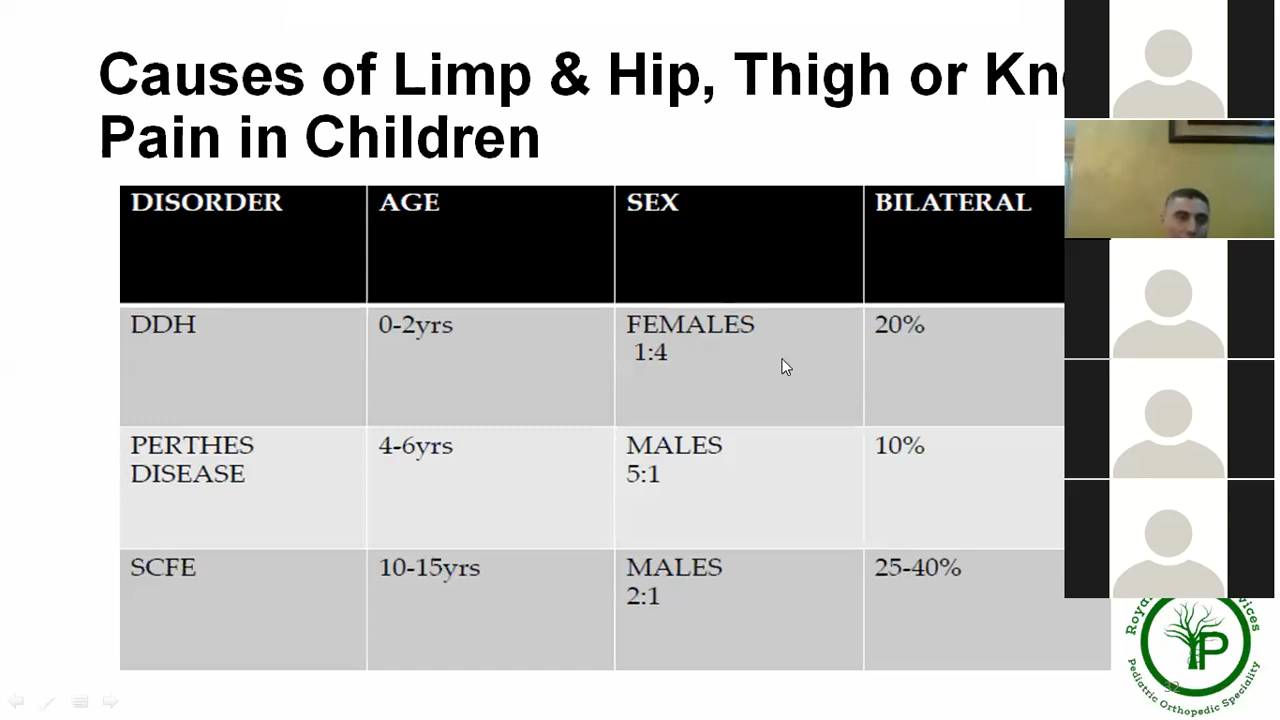 Causes of Limp & Hip, Thigh or
Pain in Children
DISORDER AGE SEX BILATERAL
DDH 0-2yrs FEMALES 20%
1:4
PERTHES 4-6yrs MALES 10%
DISEASE 5:1
SCFE 10-15yrs MALES 25-40%
2:1
P
Pediatric Orthopedic Speciality
32